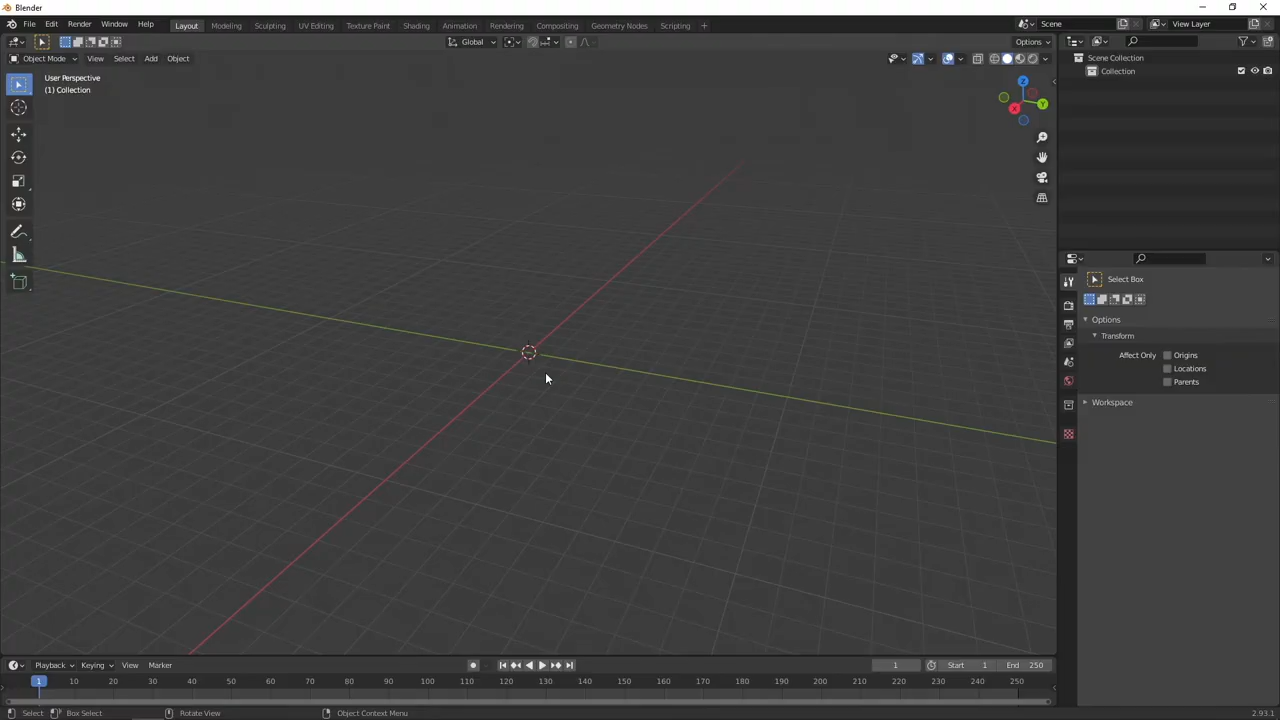 Blender
File Edit Render Window Help Layout Modeling Sculpting UV Editing Texture Paint Shading Animation Rendering Compositing Geometry Nodes Scripting + Scene View Layer
Global Options
Object Mode View Select Add Object
User Perspective
(1) Collection
Z
Y
X
Scene Collection
Collection
Select Box
Options
Transform
Affect Only Origins
Locations
Parents
Workspace
Playback Keying View Marker 1 Start 1 End 250
1 10 20 30 40 50 60 70 80 90 100 110 120 130 140 150 160 170 180 190 200 210 220 230 240 250
Select Box Select Rotate View Object Context Menu 2.93.1